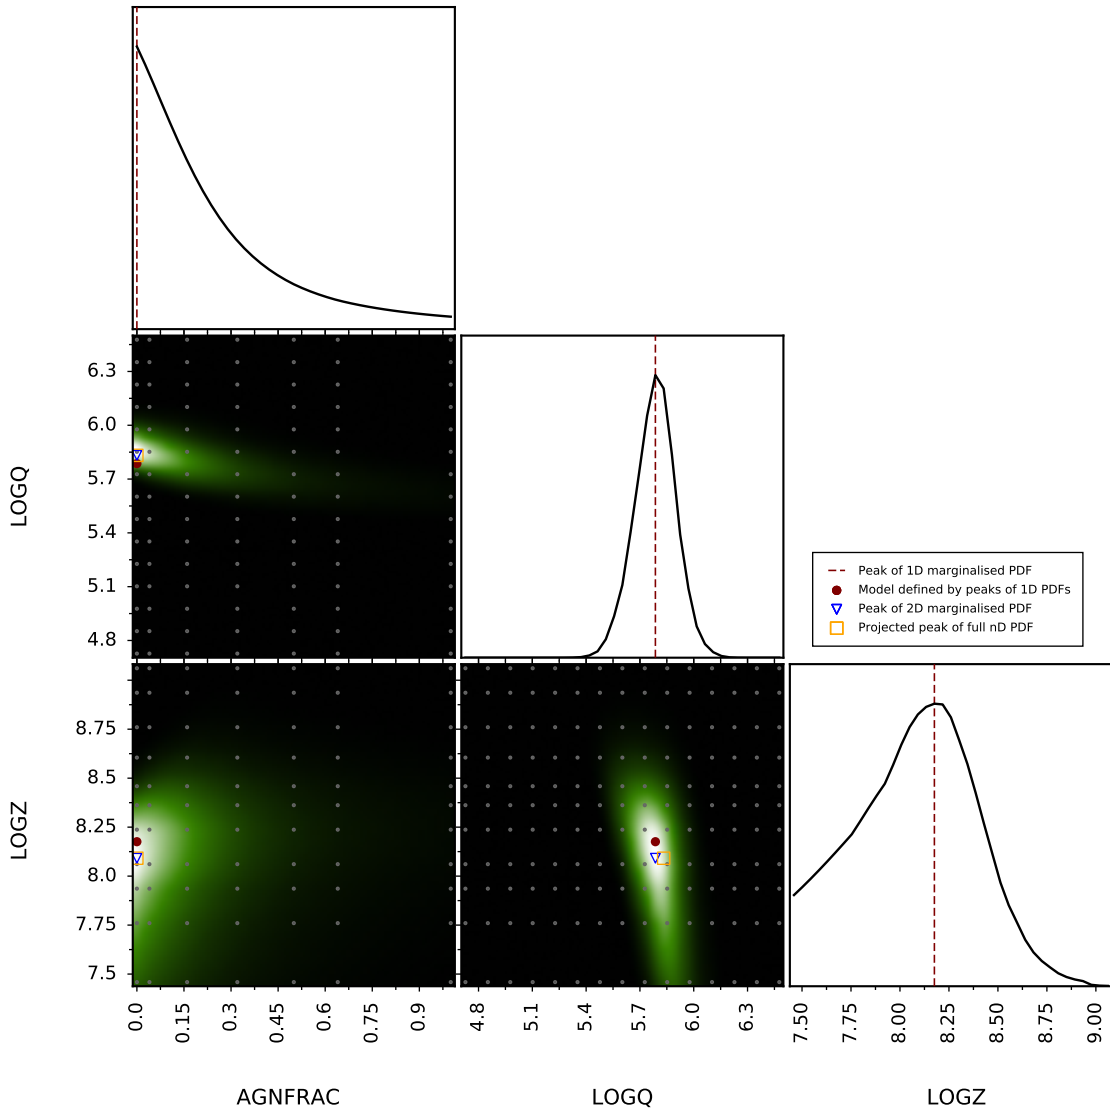 6.3
6.0
5.7
5.4
5.1
4.8
LOGQ
Peak of 1D marginalised PDF
Model defined by peaks of 1D PDFs
Peak of 2D marginalised PDF
Projected peak of full nD PDF
8.75
8.5
8.25
8.0
7.75
7.5
LOGZ
0.0 0.15 0.3 0.45 0.6 0.75 0.9
4.8 5.1 5.4 5.7 6.0 6.3
7.50 7.75 8.00 8.25 8.50 8.75 9.00
AGNFRAC LOGQ LOGZ